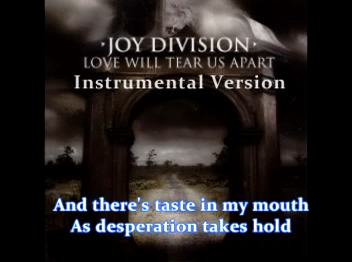 ·JOY DIVISION·
LOVE WILL TEAR US APART
Instrumental Version
And there's taste in my mouth
As desperation takes hold